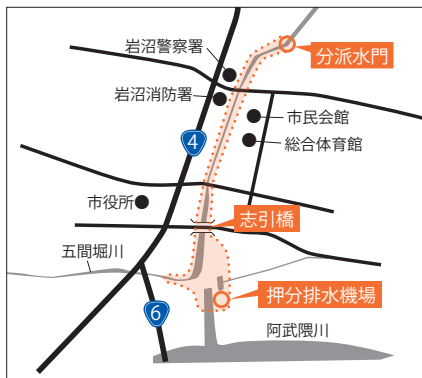 岩沼警察署
分派水門
岩沼消防署
市民会館
4
総合体育館
市役所
志引橋
五間堀川
押分排水機場
6
阿武隈川